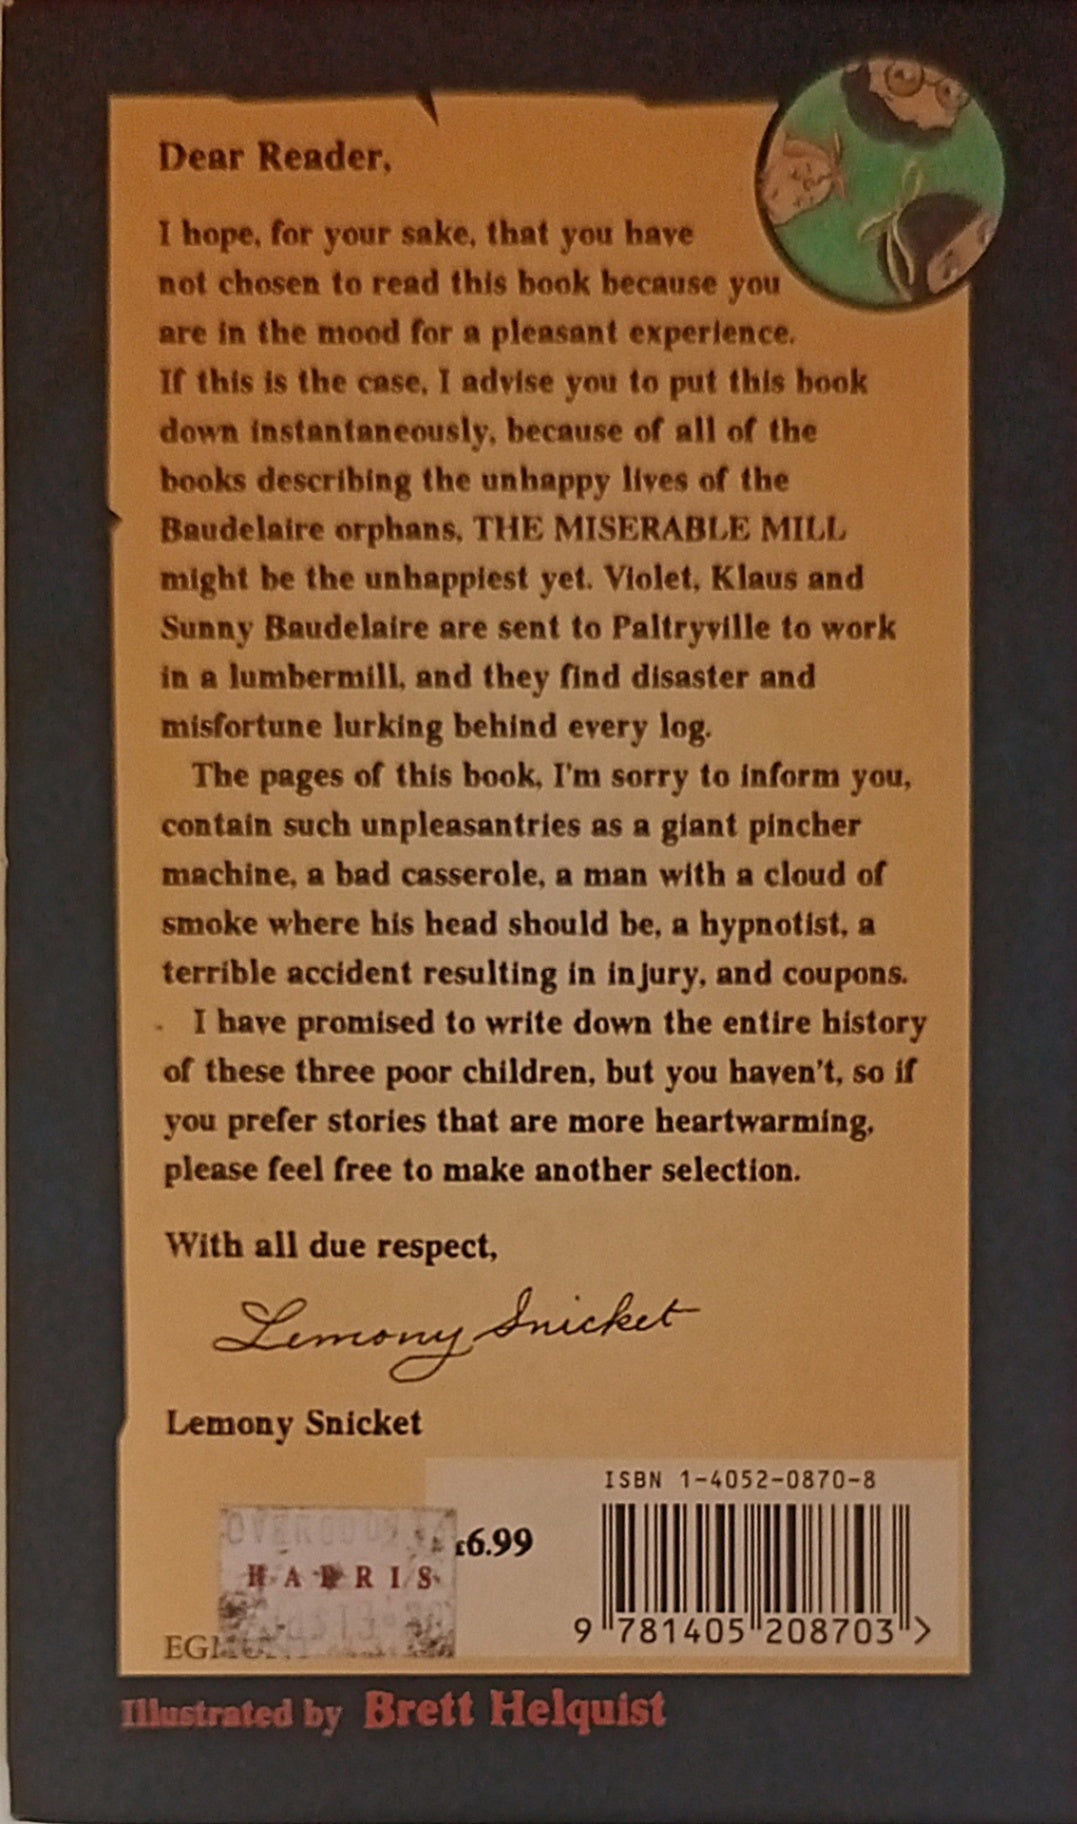 Dear Reader,
I hope, for your sake, that you have
not chosen to read this book because you
are in the mood for a pleasant experience.
If this is the case, I advise you to put this book
down instantaneously, because of all of the
books describing the unhappy lives of the
Baudelaire orphans, THE MISERABLE MILL
might be the unhappiest yet. Violet, Klaus and
Sunny Baudelaire are sent to Paltryville to work
in a lumbermill, and they find disaster and
misfortune lurking behind every log.
The pages of this book, I'm sorry to inform you,
contain such unpleasantries as a giant pincher
machine, a bad casserole, a man with a cloud of
smoke where his head should be, a hypnotist, a
terrible accident resulting in injury, and coupons.
I have promised to write down the entire history
of these three poor children, but you haven't, so if
you prefer stories that are more heartwarming,
please feel free to make another selection.
With all due respect,
Lemony Snicket
Lemony Snicket
ISBN 1-4052-0870-8
£6.99
HARRIS
9 781405 208703 >
Illustrated by Brett Helquist